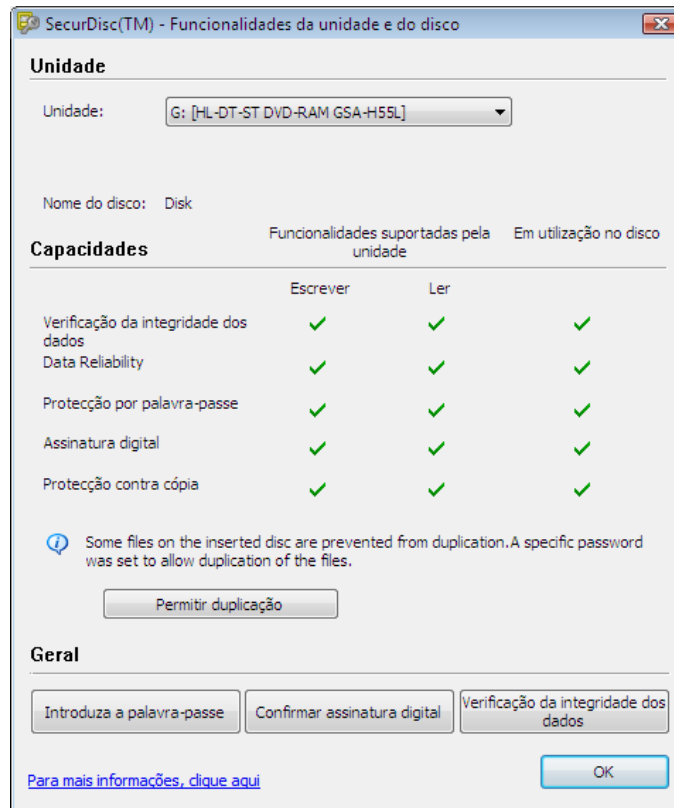 SecurDisc(TM) - Funcionalidades da unidade e do disco
Unidade
Unidade: G: [HL-DT-ST DVD-RAM GSA-H55L]
Nome do disco: Disk
Funcionalidades suportadas pela
unidade
Em utilização no disco
Capacidades
Escrever Ler
Verificação da integridade dos
dados
Data Reliability
Protecção por palavra-passe
Assinatura digital
Protecção contra cópia
Some files on the inserted disc are prevented from duplication.A specific password
was set to allow duplication of the files.
Permitir duplicação
Geral
Introduza a palavra-passe
Confirmar assinatura digital
Verificação da integridade dos
dados
Para mais informações, clique aqui
OK